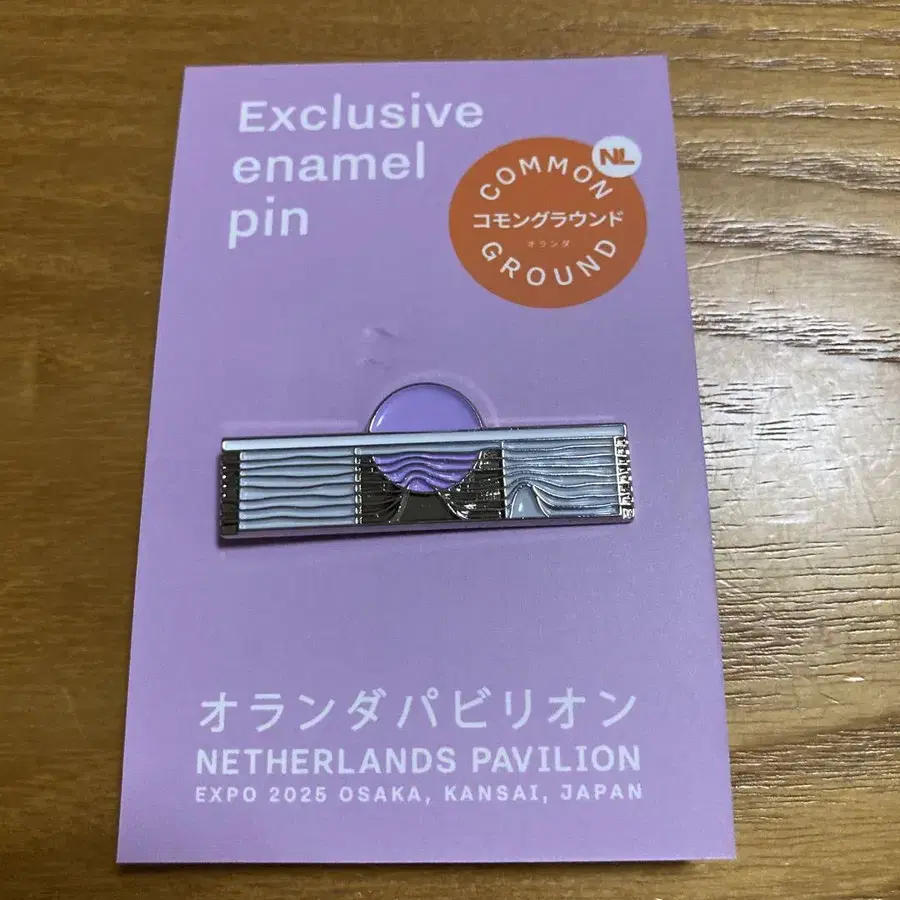 Exclusive
enamel
pin
NL
COMMON
コモングラウンド
オランダ
GROUND
オランダパビリオン
NETHERLANDS PAVILION
EXPO 2025 OSAKA, KANSAI, JAPAN